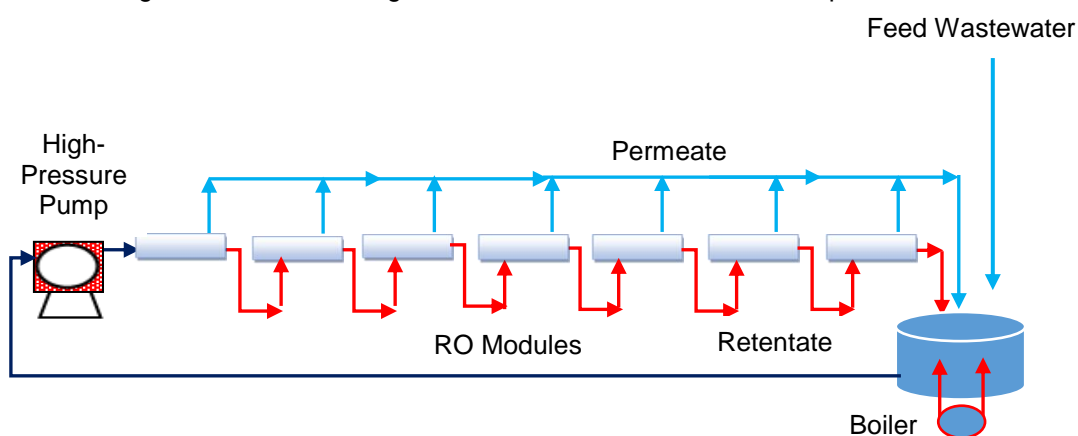 Feed Wastewater
High-
Pressure
Pump
Permeate
RO Modules
Retentate
Boiler